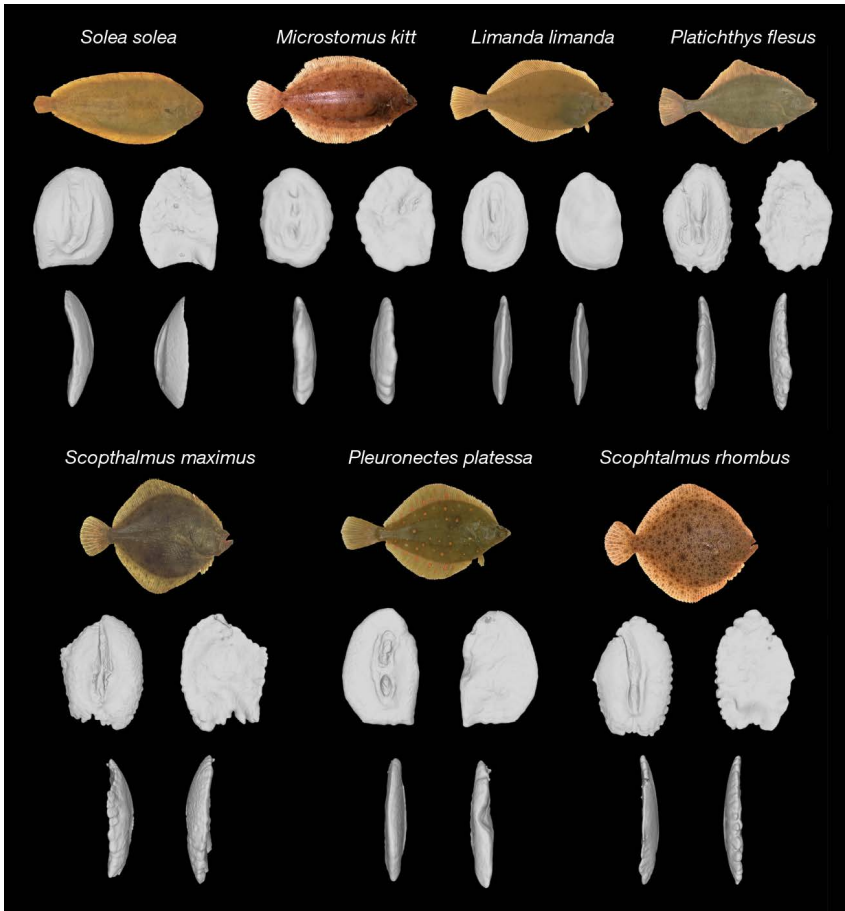 Solea solea
Microstomus kitt
Limanda limanda
Platichthys flesus
Scopthalmus maximus
Pleuronectes platessa
Scophtalmus rhombus